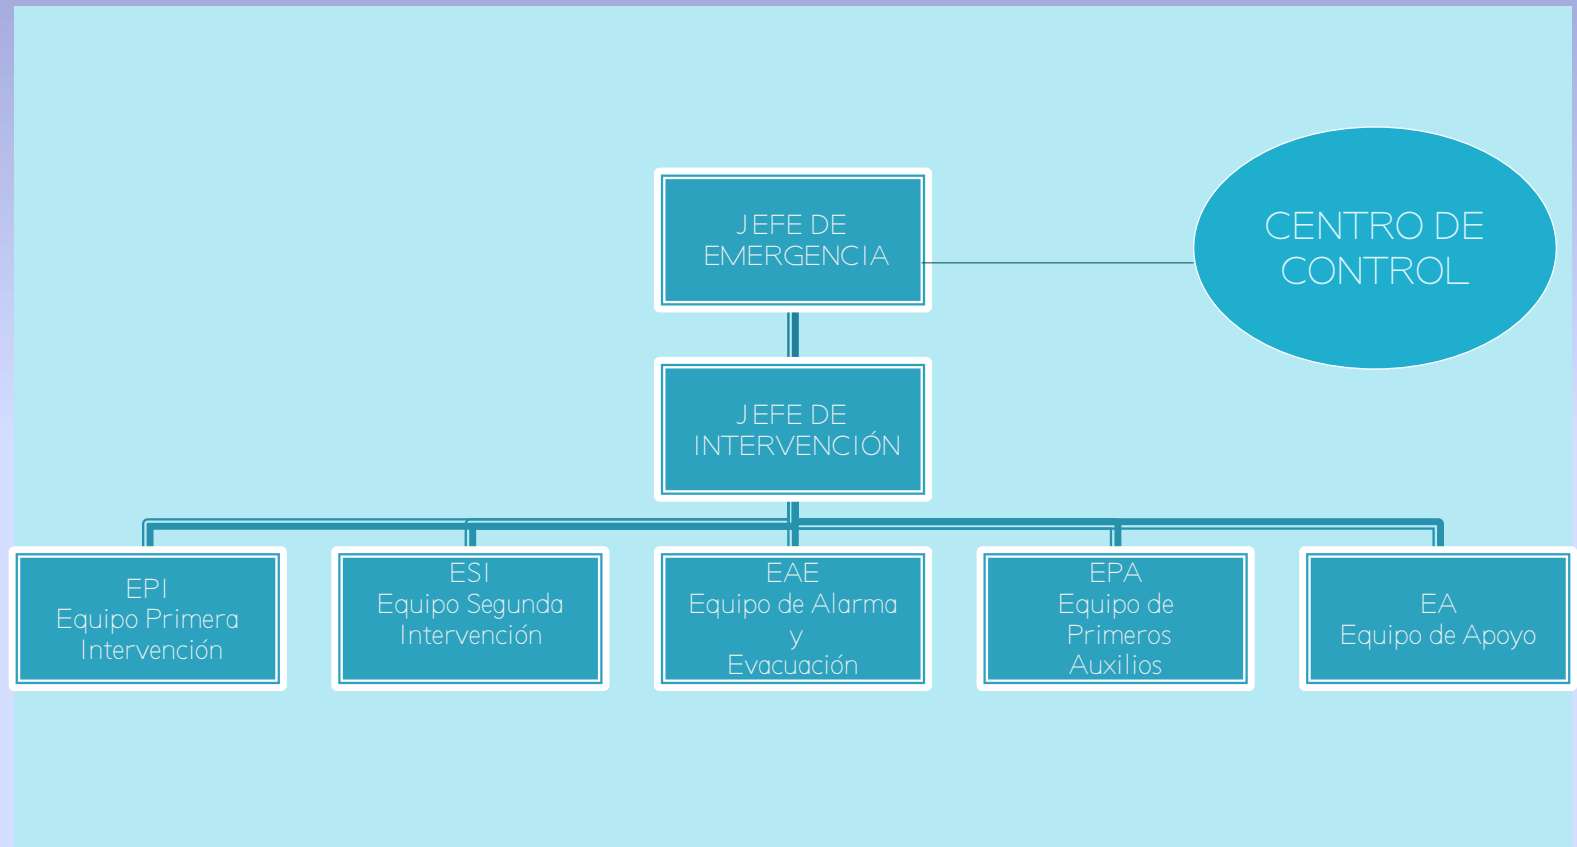 JEFE DE
EMERGENCIA
CENTRO DE
CONTROL
JEFE DE
INTERVENCIÓN
EPI
Equipo Primera
Intervención
ESI
Equipo Segunda
Intervención
EAE
Equipo de Alarma
y
Evacuación
EPA
Equipo de
Primeros
Auxilios
EA
Equipo de Apoyo